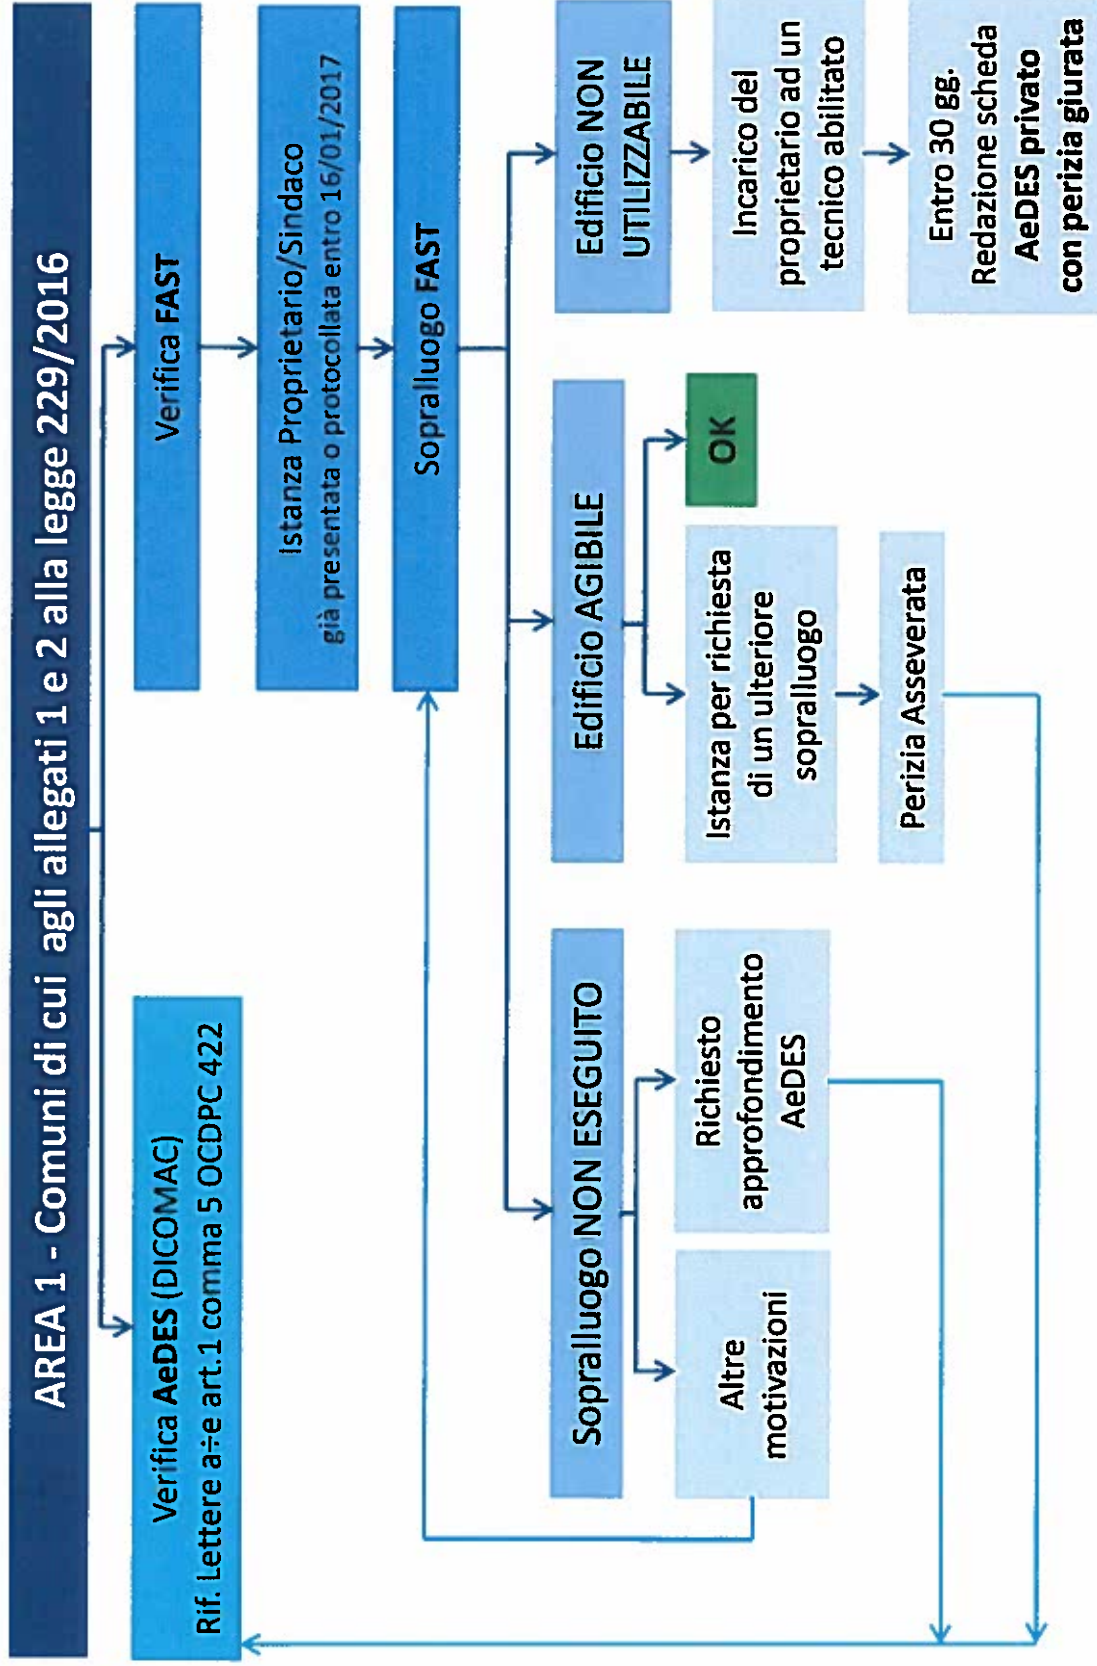 AREA 1 - Comuni di cui agli allegati 1 e 2 alla legge 229/2016
Verifica AeDES (DICOMAC)
Rif. Lettere a÷e art.1 comma 5 OCDPC 422
Verifica FAST
Istanza Proprietario/Sindaco
già presentata o protocollata entro 16/01/2017
Sopralluogo FAST
Sopralluogo NON ESEGUITO
Altre
motivazioni
Richiesto
approfondimento
AeDES
Edificio AGIBILE
Istanza per richiesta
di un ulteriore
sopralluogo
Perizia Asseverata
OK
Edificio NON
UTILIZZABILE
Incarico del
proprietario ad un
tecnico abilitato
Entro 30 gg.
Redazione scheda
AeDES privato
con perizia giurata